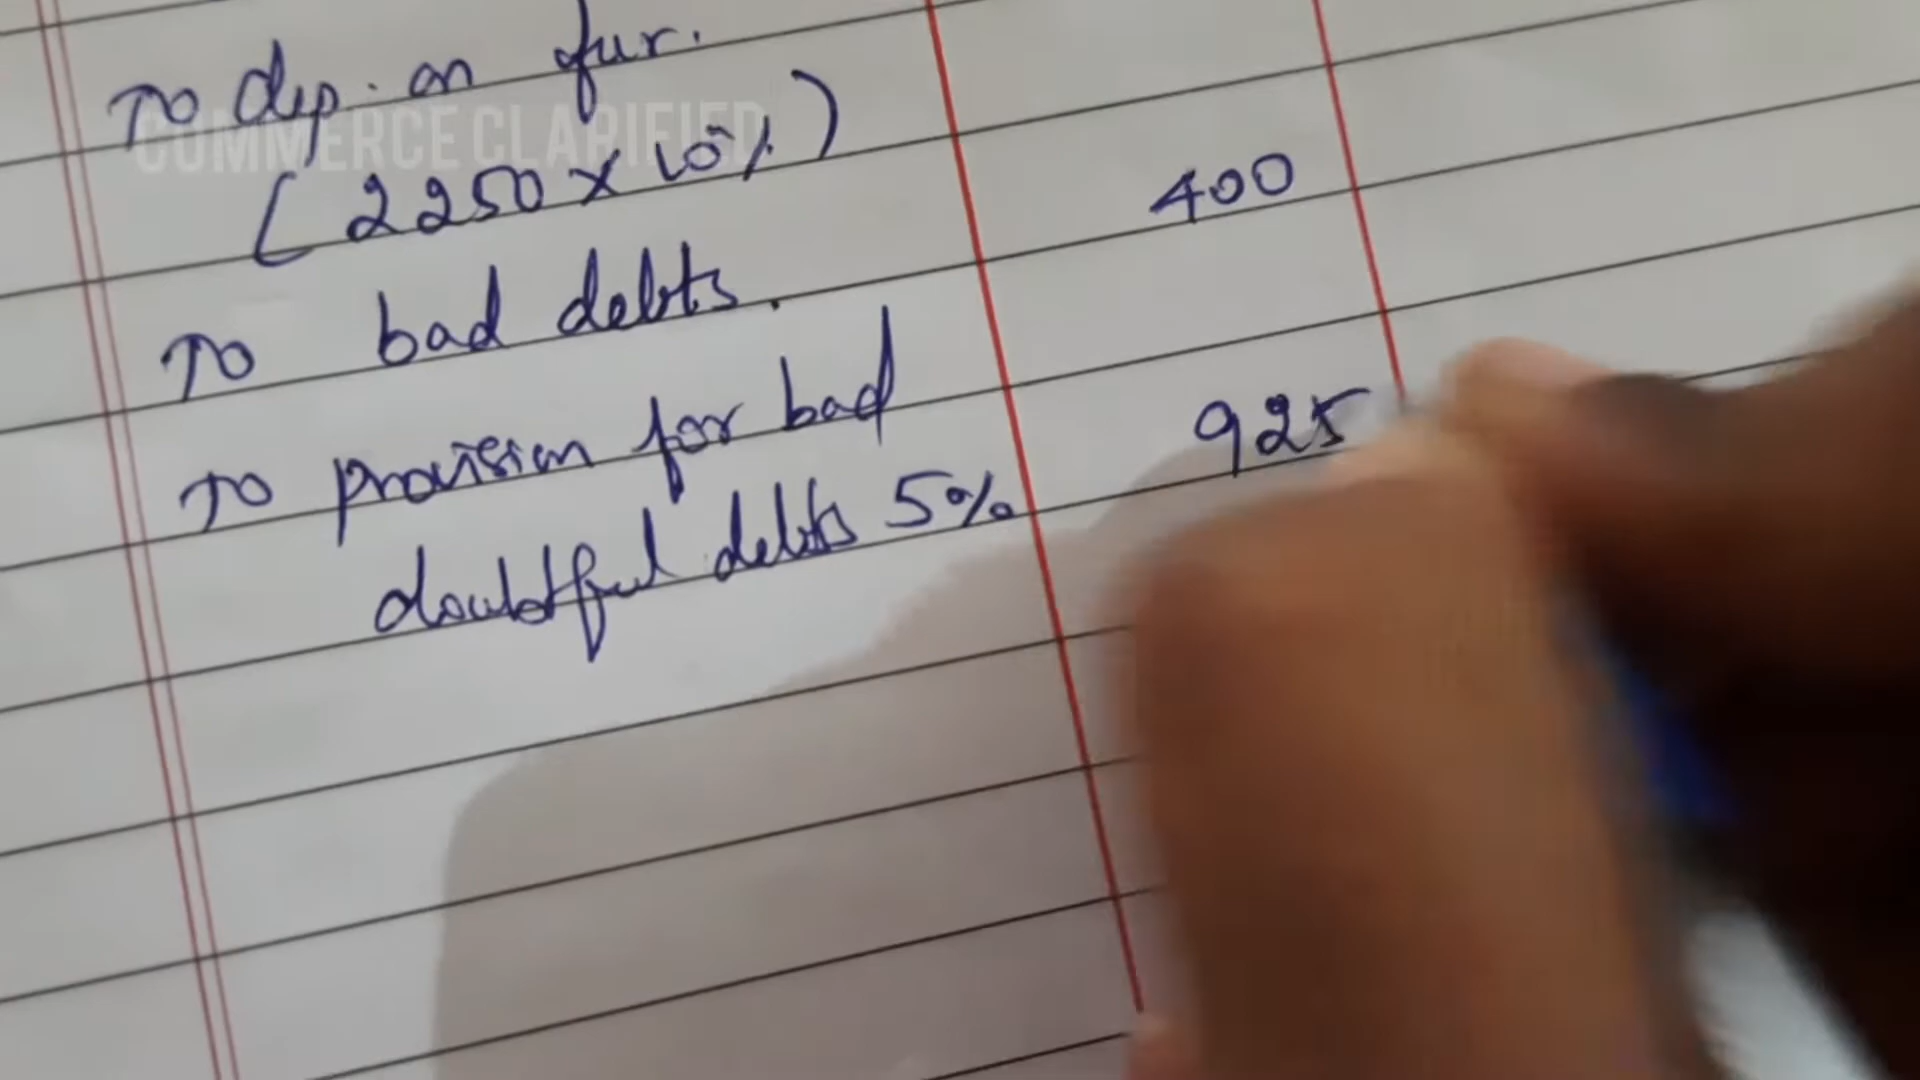 To dep. on fur.
COMMERCE CLARIFIED
(2250 x 10%)
400
To bad debts.
To provision for bad
925
doubtful debts 5%